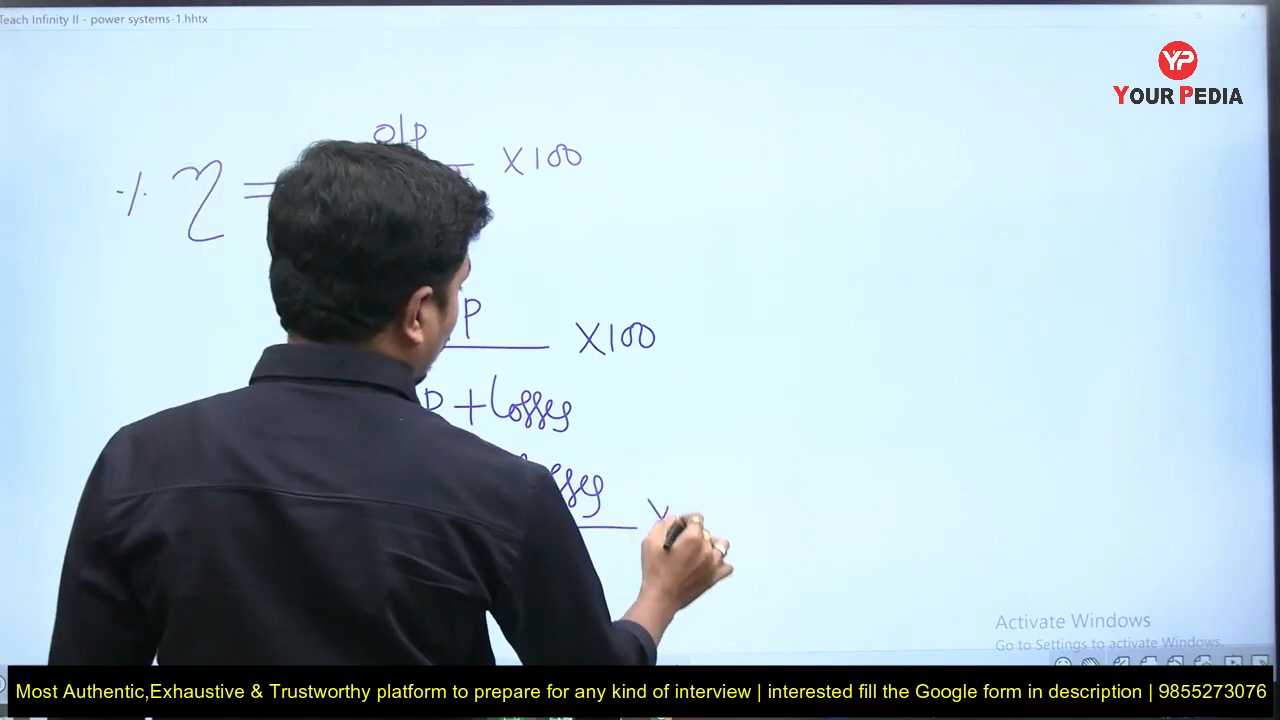 Teach Infinity II - power systems-1.hhtx
YP
YOUR PEDIA
O/P
% η = X100
P X100
P + Losses
Activate Windows
Go to Settings to activate Windows.
Most Authentic,Exhaustive & Trustworthy platform to prepare for any kind of interview | interested fill the Google form in description | 9855273076